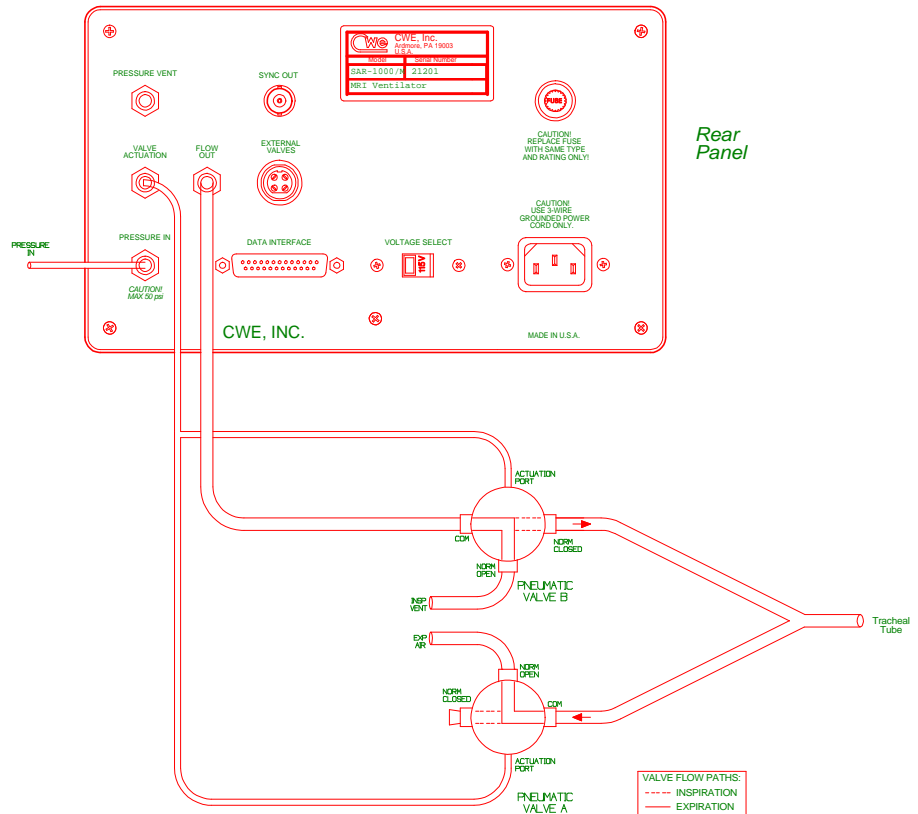 CWE
CWE, Inc.
Ardmore, PA 19003
U.S.A.
Model
Serial Number
SAR-1000/M
21201
MRI Ventilator
PRESSURE VENT
SYNC OUT
FUSE
CAUTION!
REPLACE FUSE
WITH SAME TYPE
AND RATING ONLY!
Rear
Panel
VALVE
ACTUATION
FLOW
OUT
EXTERNAL
VALVES
CAUTION!
USE 3-WIRE
GROUNDED POWER
CORD ONLY.
PRESSURE
IN
PRESSURE IN
CAUTION!
MAX 50 psi
DATA INTERFACE
VOLTAGE SELECT
115V
CWE, INC.
MADE IN U.S.A.
ACTUATION
PORT
COM
NORM
CLOSED
NORM
OPEN
PNEUMATIC
VALVE B
INSP
VENT
EXP
AIR
Tracheal
Tube
NORM
OPEN
NORM
CLOSED
COM
ACTUATION
PORT
PNEUMATIC
VALVE A
VALVE FLOW PATHS:
INSPIRATION
EXPIRATION